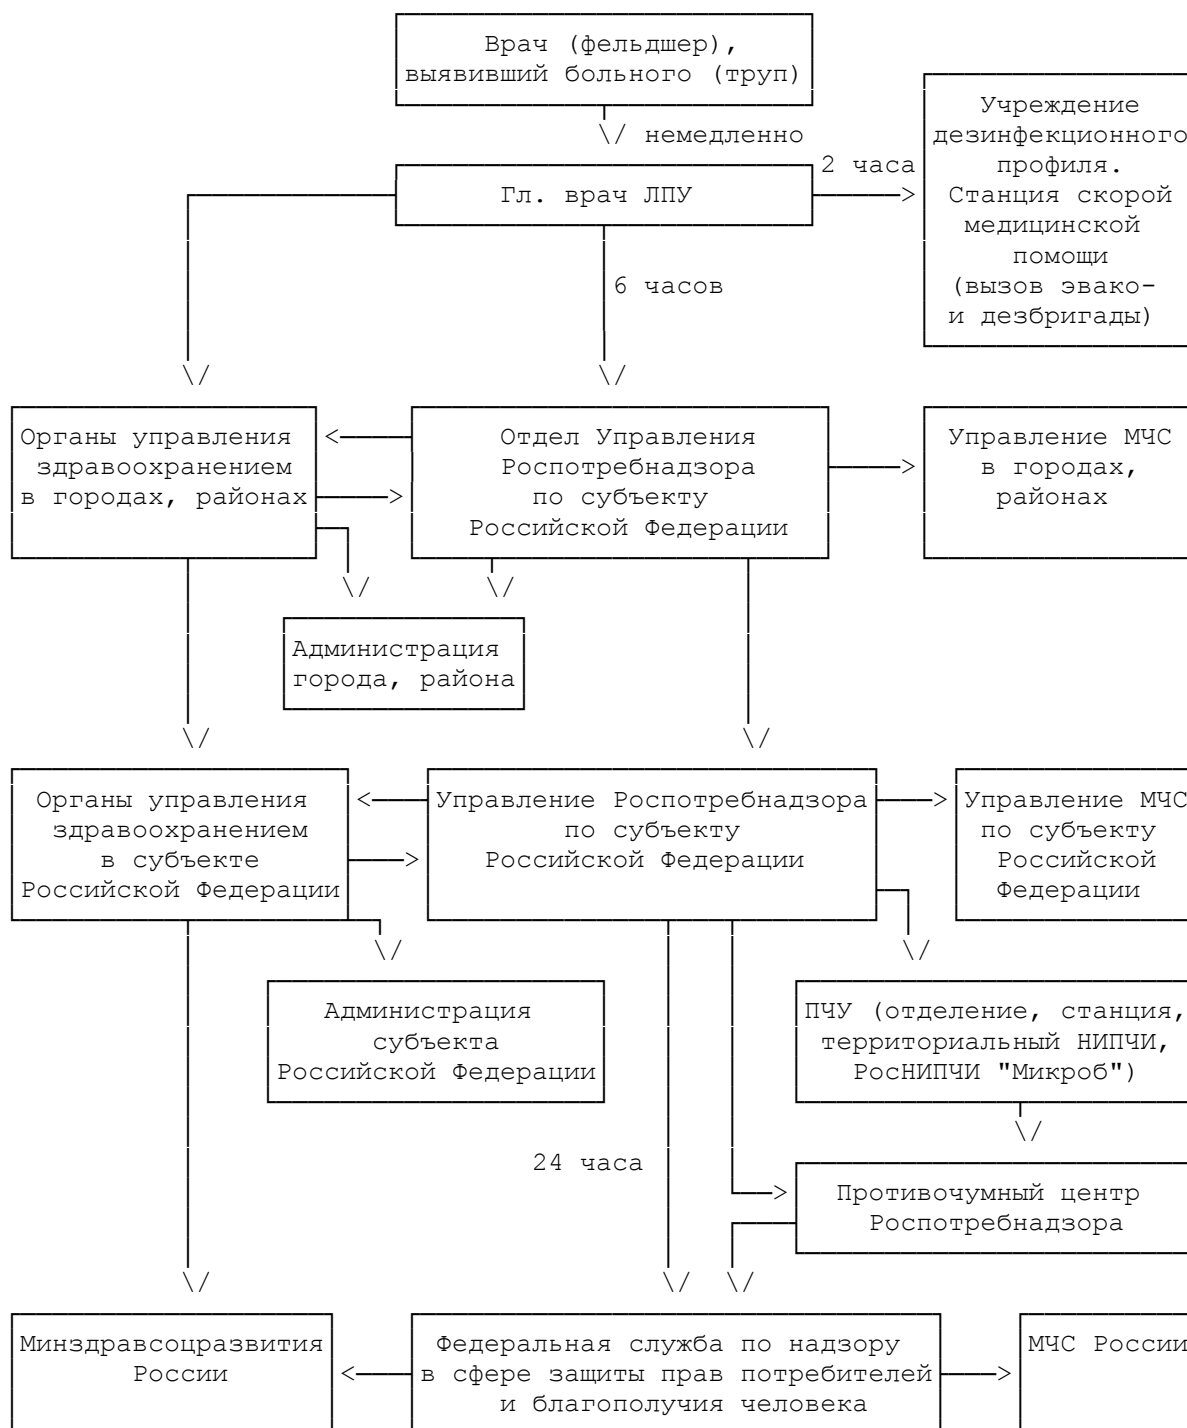 Врач (фельдшер),
выявивший больного (труп)
немедленно
Учреждение
дезинфекционного
профиля.
Станция скорой
медицинской
помощи
(вызов эвако-
и дезбригады)
2 часа
Гл. врач ЛПУ
6 часов
Органы управления
здравоохранением
в городах, районах
Отдел Управления
Роспотребнадзора
по субъекту
Российской Федерации
Управление МЧС
в городах,
районах
Администрация
города, района
Органы управления
здравоохранением
в субъекте
Российской Федерации
Управление Роспотребнадзора
по субъекту
Российской Федерации
Управление МЧС
по субъекту
Российской
Федерации
Администрация
субъекта
Российской Федерации
ПЧУ (отделение, станция,
территориальный НИПЧИ,
РосНИПЧИ "Микроб")
24 часа
Противочумный центр
Роспотребнадзора
Минздравсоцразвития
России
Федеральная служба по надзору
в сфере защиты прав потребителей
и благополучия человека
МЧС России